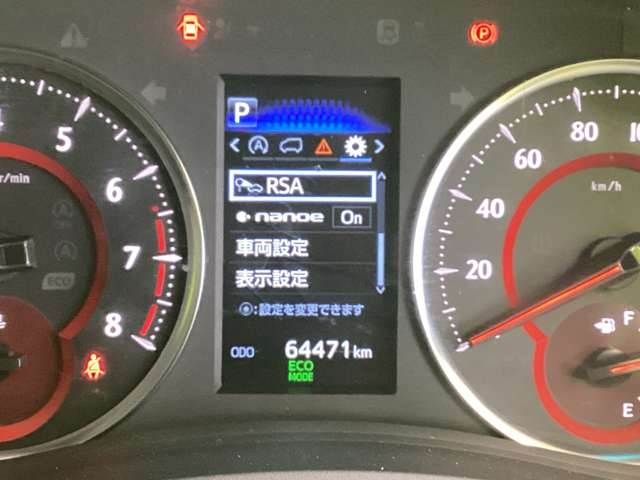 P
RSA
nanoe On
車両設定
表示設定
:設定を変更できます
ODO 64471 km
ECO
MODE
5
6
7
8
r/min
ECO
20
40
60
80
km/h
F
E
P